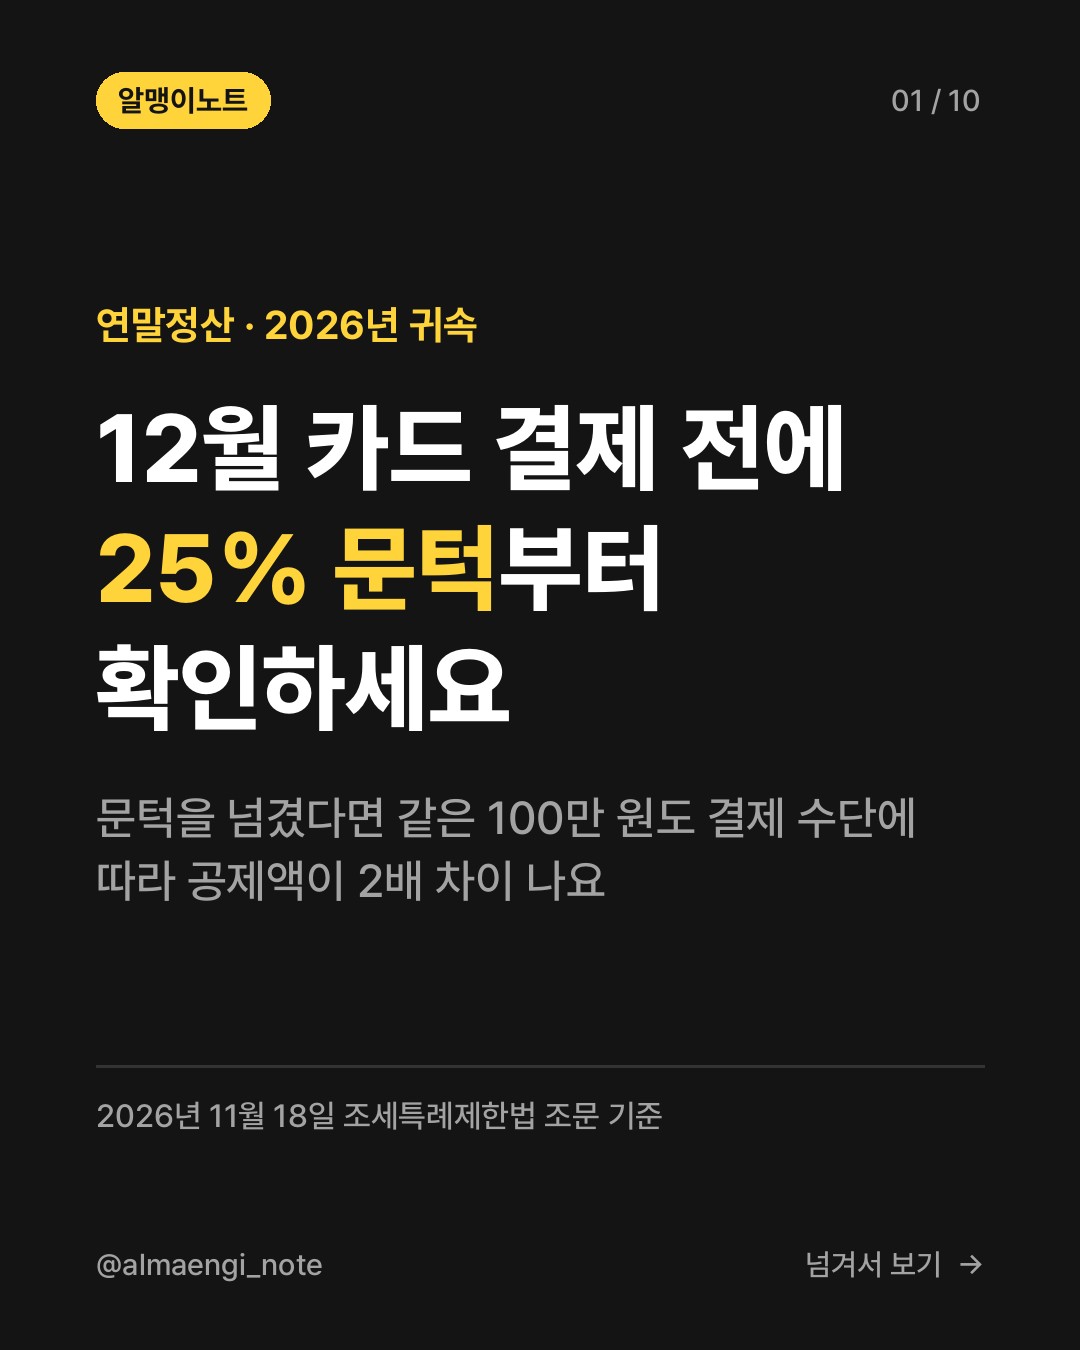 알맹이노트
01 / 10
연말정산 · 2026년 귀속
12월 카드 결제 전에
25% 문턱부터
확인하세요
문턱을 넘겼다면 같은 100만 원도 결제 수단에
따라 공제액이 2배 차이 나요
2026년 11월 18일 조세특례제한법 조문 기준
@almaengi_note
넘겨서 보기 →